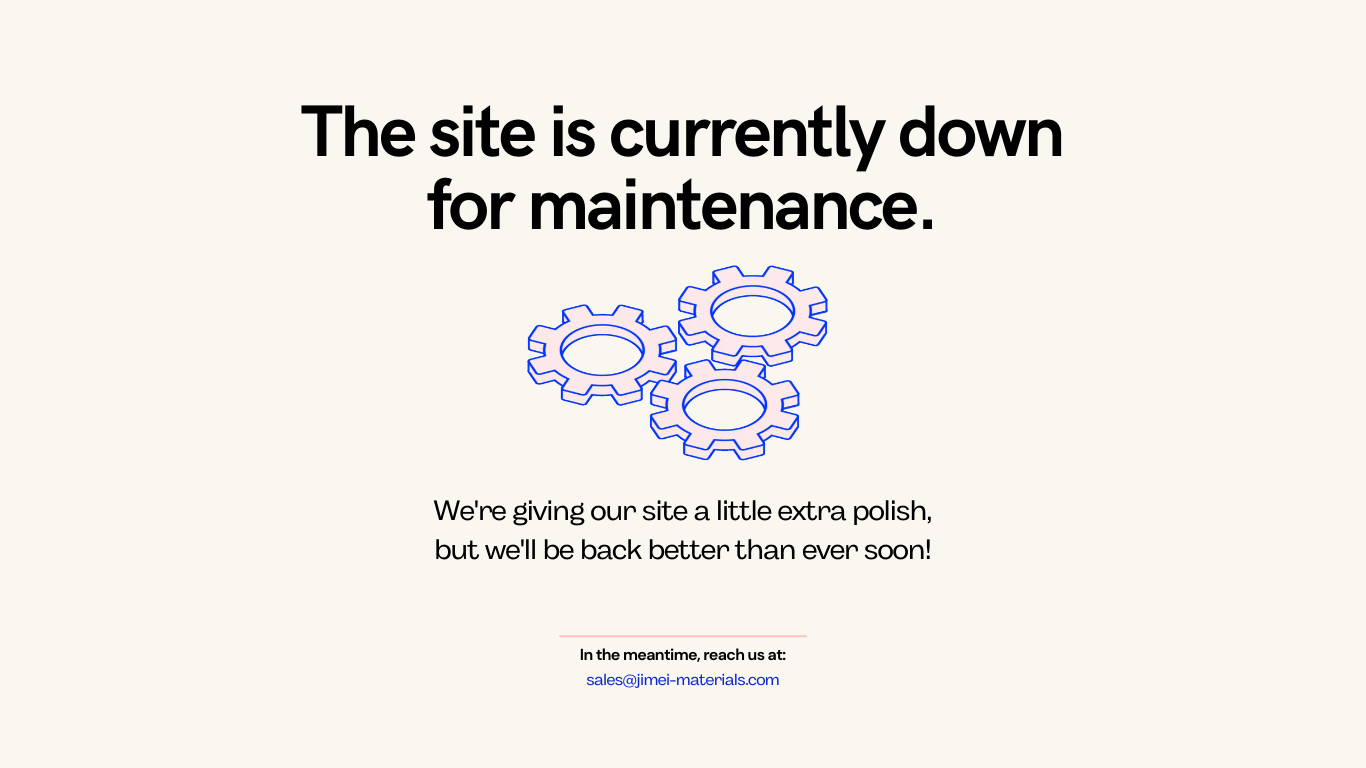 The site is currently down
for maintenance.
We're giving our site a little extra polish,
but we'll be back better than ever soon!
In the meantime, reach us at:
sales@jimei-materials.com